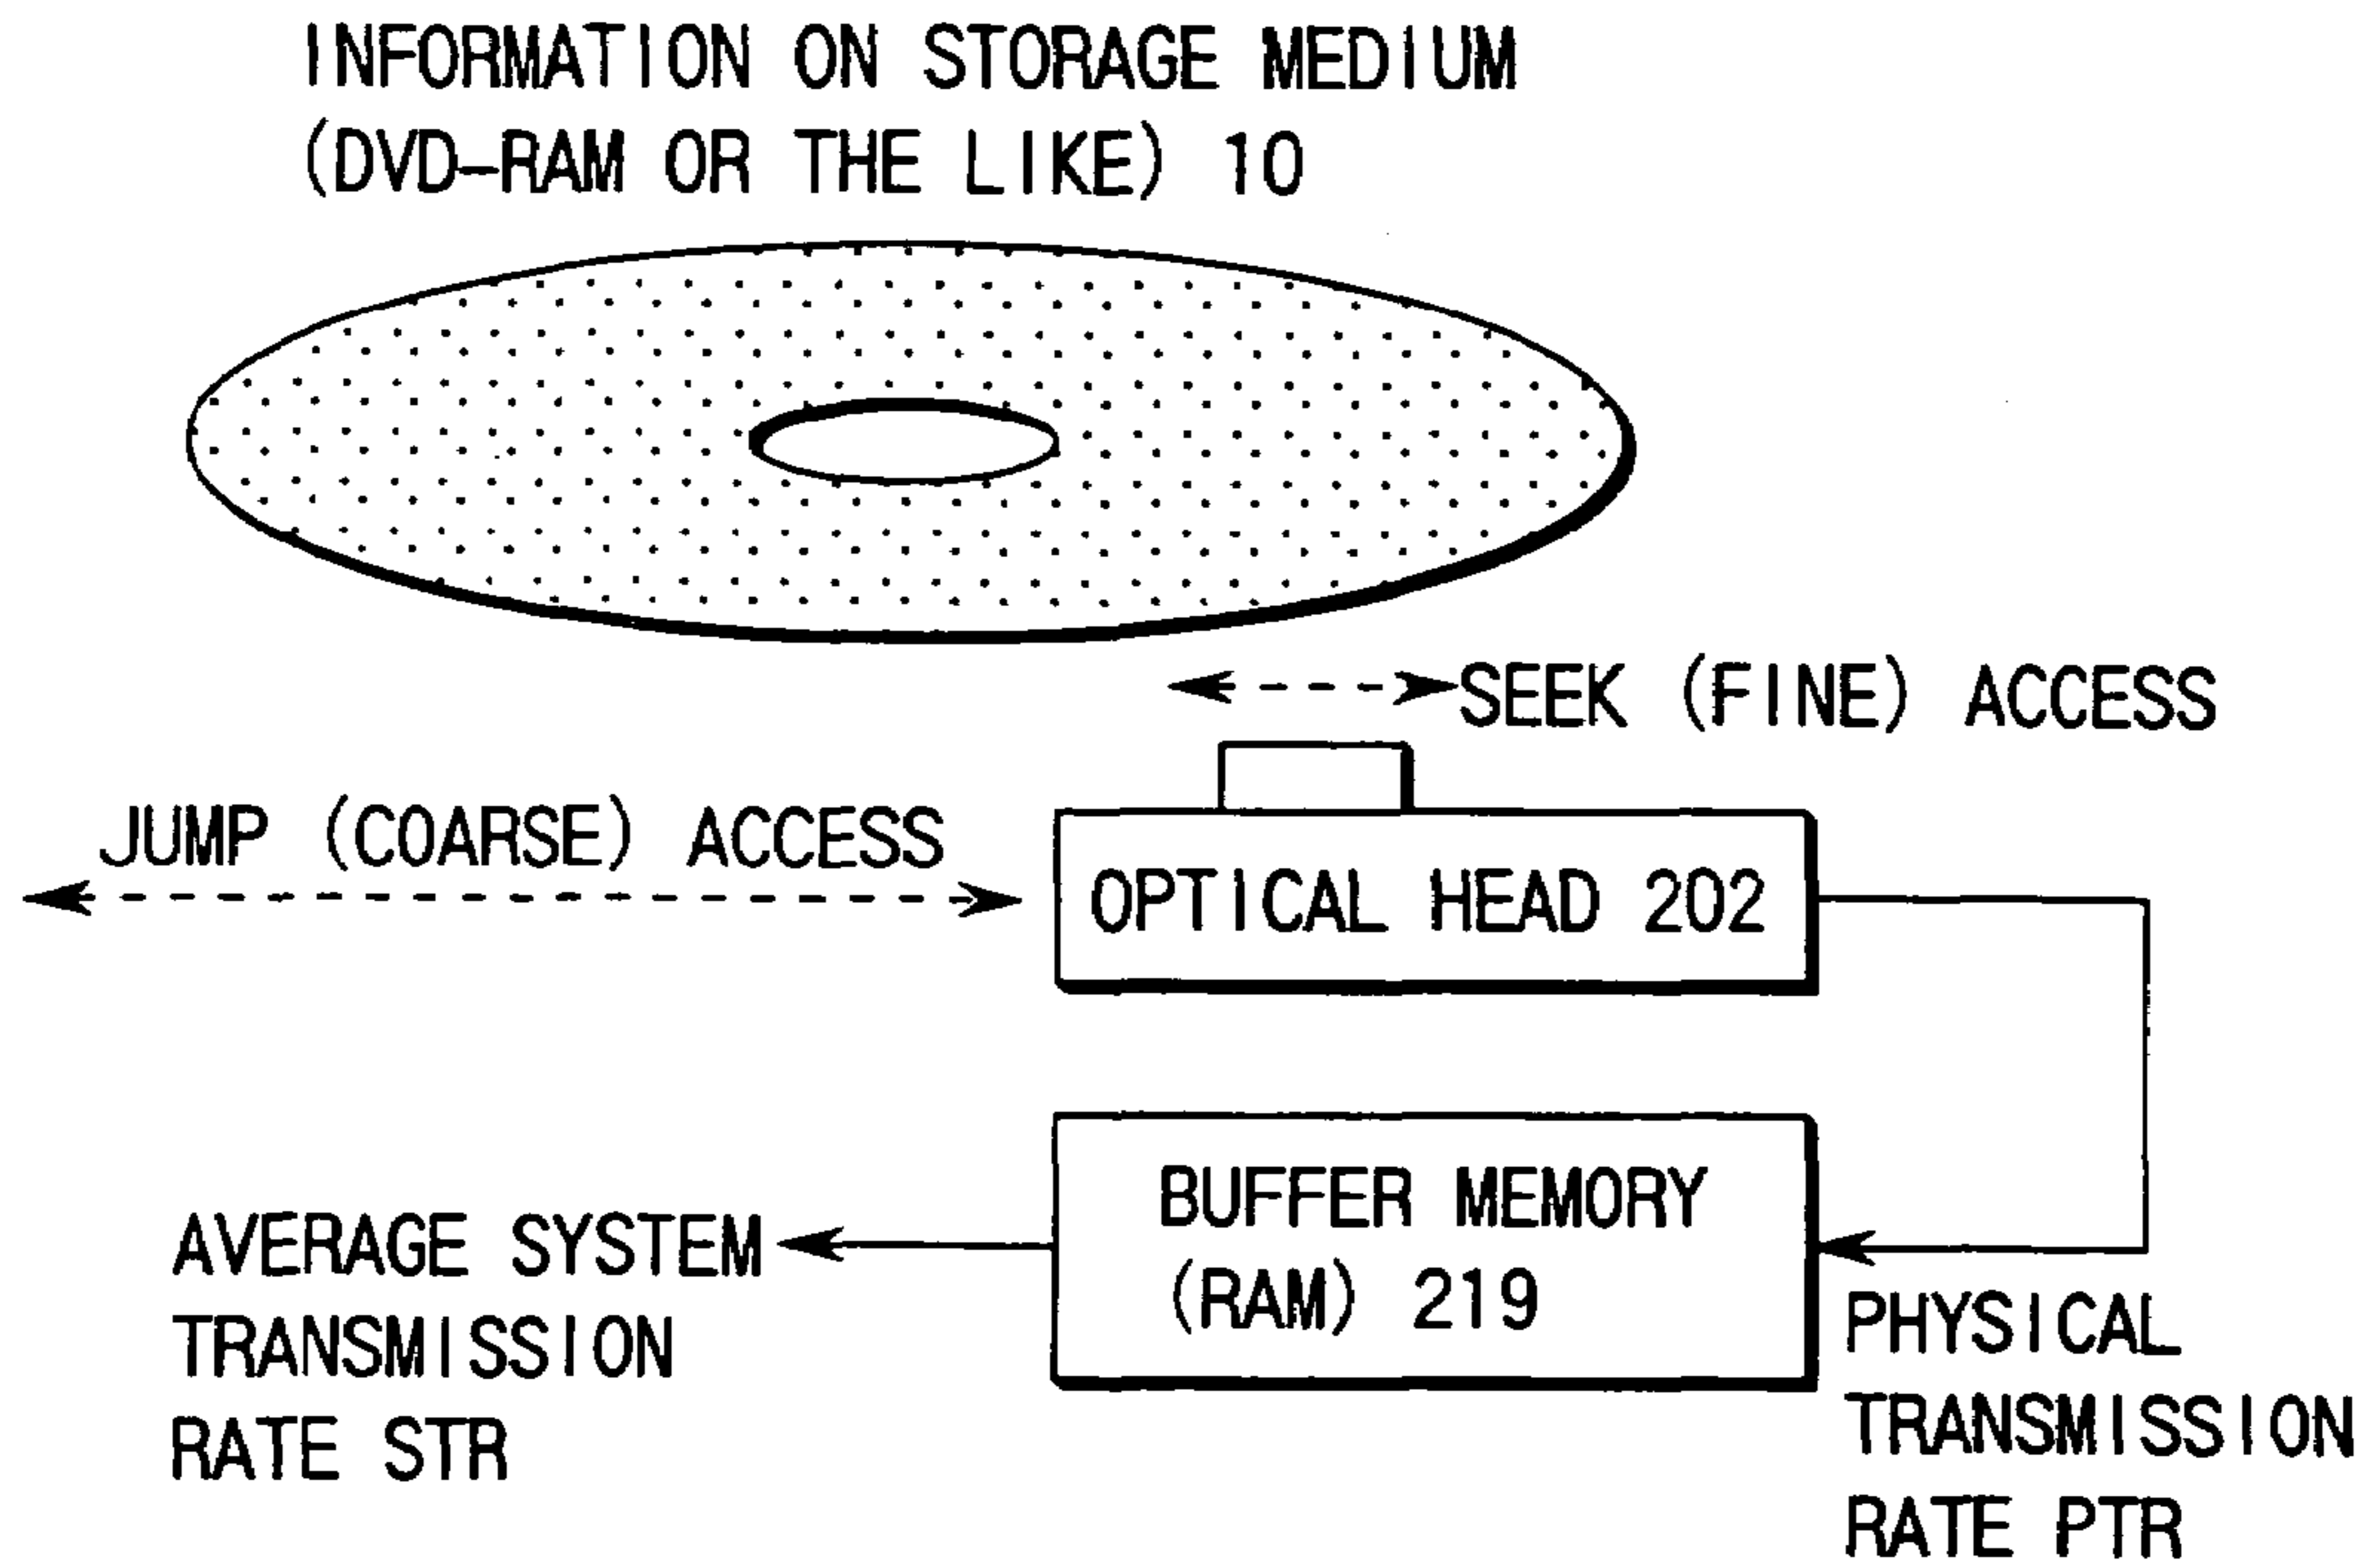 INFORMATION ON STORAGE MEDIUM
(DVD-RAM OR THE LIKE) 10
SEEK (FINE) ACCESS
JUMP (COARSE) ACCESS
OPTICAL HEAD 202
BUFFER MEMORY
(RAM) 219
AVERAGE SYSTEM
TRANSMISSION
RATE STR
PHYSICAL
TRANSMISSION
RATE PTR